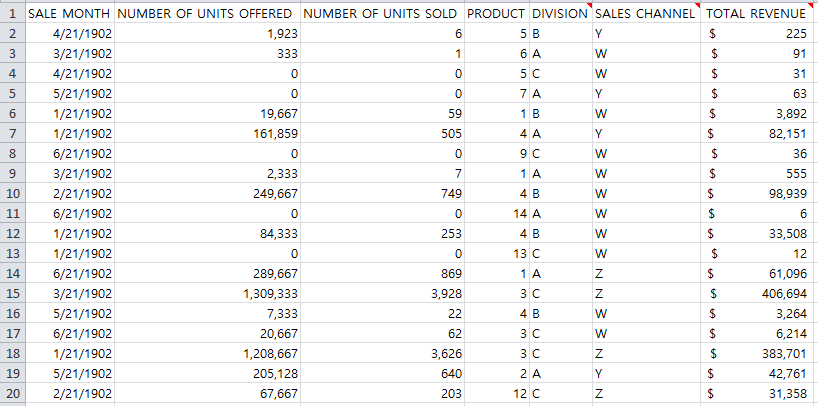 1 SALE MONTH NUMBER OF UNITS OFFERED NUMBER OF UNITS SOLD PRODUCT DIVISION SALES CHANNEL TOTAL REVENUE
2 4/21/1902 1,923 6 5 B Y $ 225
3 3/21/1902 333 1 6 A W $ 91
4 4/21/1902 0 0 5 C W $ 31
5 5/21/1902 0 0 7 A Y $ 63
6 1/21/1902 19,667 59 1 B W $ 3,892
7 1/21/1902 161,859 505 4 A Y $ 82,151
8 6/21/1902 0 0 9 C W $ 36
9 3/21/1902 2,333 7 1 A W $ 555
10 2/21/1902 249,667 749 4 B W $ 98,939
11 6/21/1902 0 0 14 A W $ 6
12 1/21/1902 84,333 253 4 B W $ 33,508
13 1/21/1902 0 0 13 C W $ 12
14 6/21/1902 289,667 869 1 A Z $ 61,096
15 3/21/1902 1,309,333 3,928 3 C Z $ 406,694
16 5/21/1902 7,333 22 4 B W $ 3,264
17 6/21/1902 20,667 62 3 C W $ 6,214
18 1/21/1902 1,208,667 3,626 3 C Z $ 383,701
19 5/21/1902 205,128 640 2 A Y $ 42,761
20 2/21/1902 67,667 203 12 C Z $ 31,358